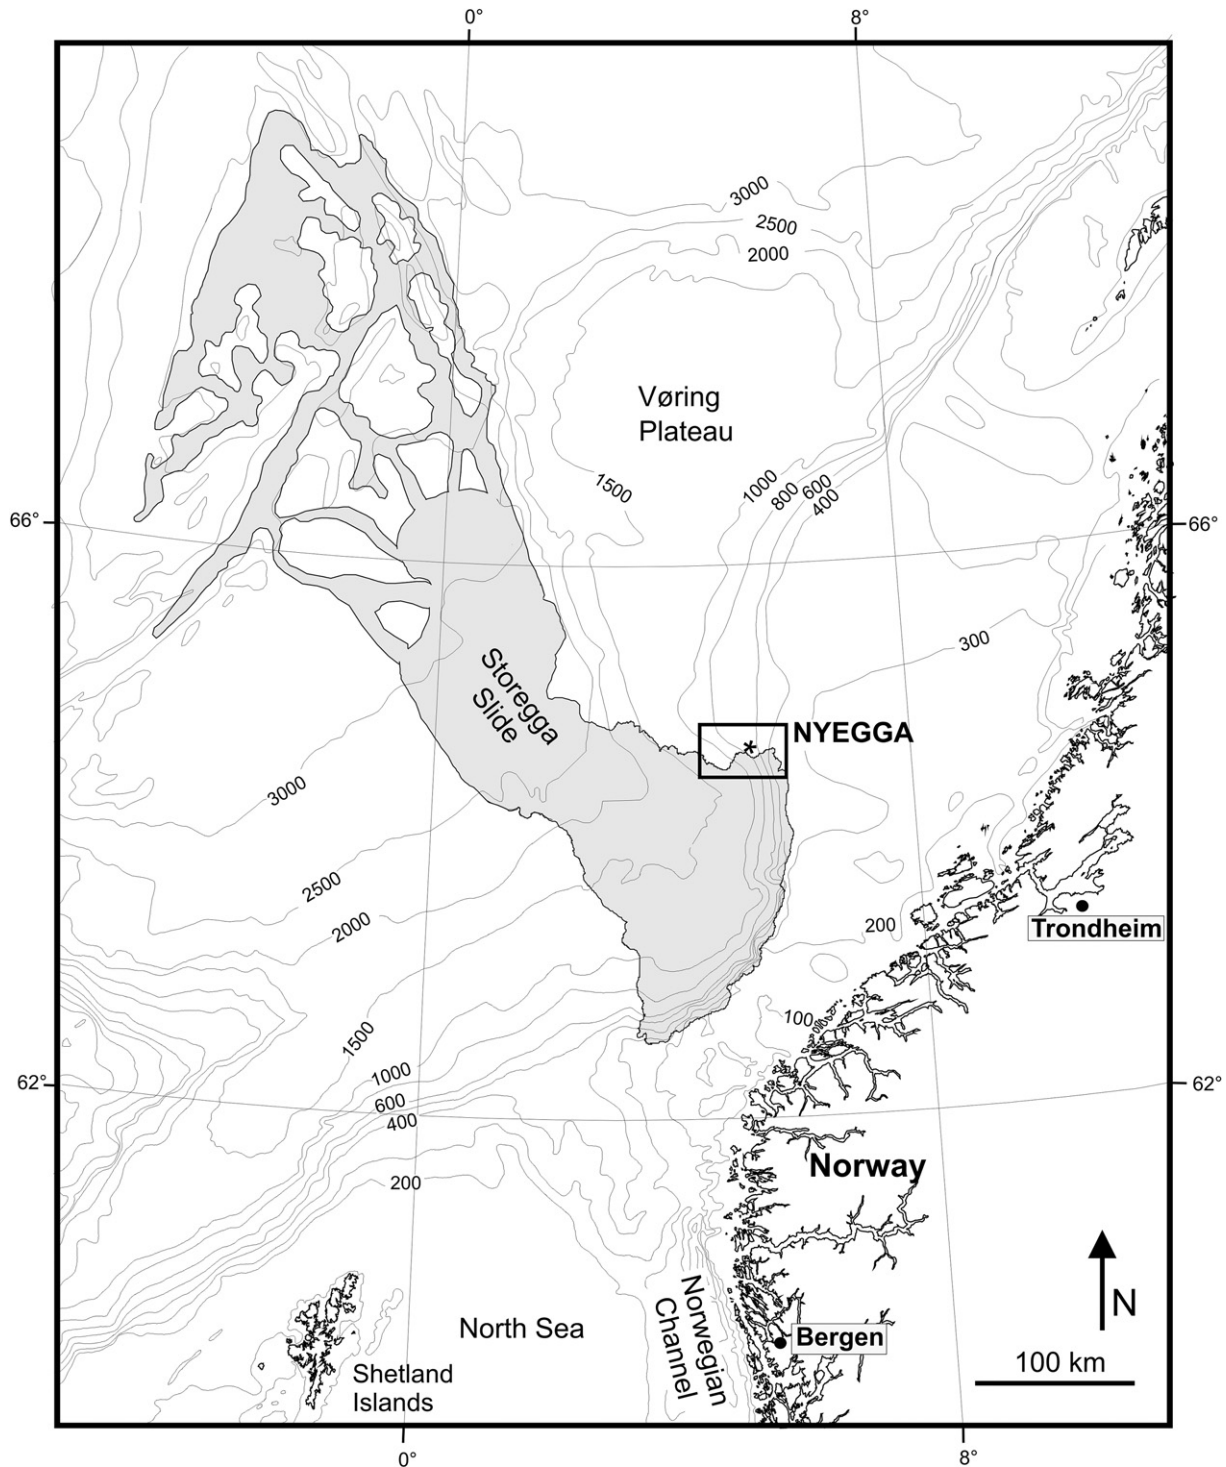 0°
8°
3000
2500
2000
Vøring
Plateau
1500
1000
800
600
400
66°
66°
300
Storegga
Slide
NYEGGA
3000
2500
2000
200
Trondheim
1500
100
1000
600
400
62°
62°
Norway
200
N
Norwegian
Channel
North Sea
Bergen
100 km
Shetland
Islands
0°
8°